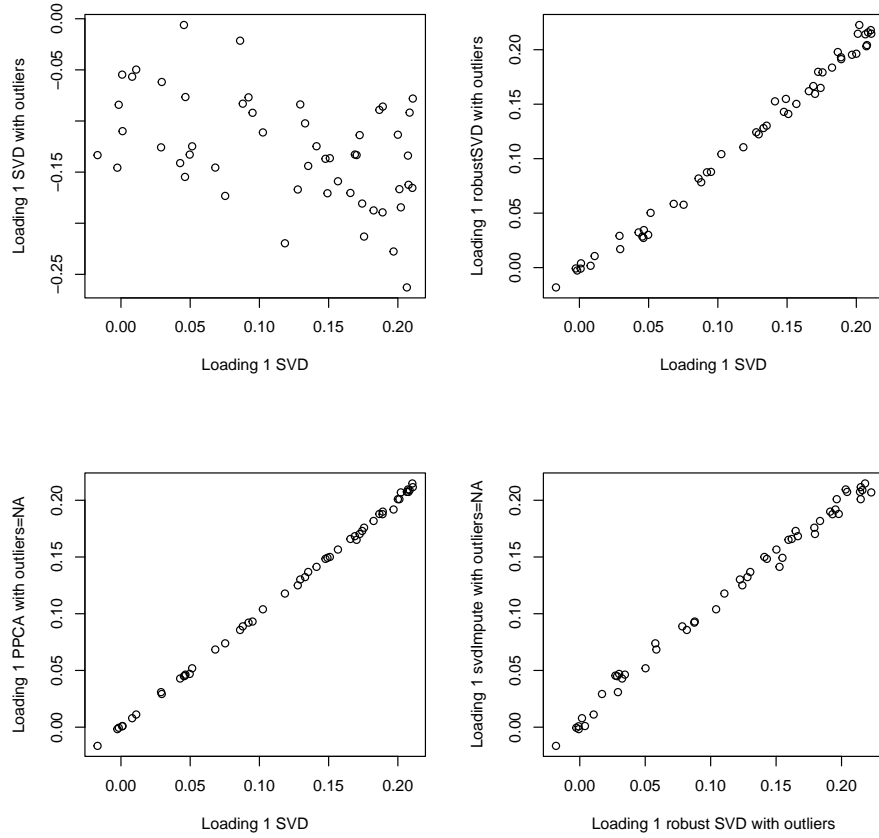 0.00
−0.05
−0.15
−0.25
Loading 1 SVD with outliers
0.00 0.05 0.10 0.15 0.20
Loading 1 SVD
0.20
0.15
0.10
0.05
0.00
Loading 1 robustSVD with outliers
0.00 0.05 0.10 0.15 0.20
Loading 1 SVD
0.20
0.15
0.10
0.05
0.00
Loading 1 PPCA with outliers=NA
0.00 0.05 0.10 0.15 0.20
Loading 1 SVD
0.20
0.15
0.10
0.05
0.00
Loading 1 svdImpute with outliers=NA
0.00 0.05 0.10 0.15 0.20
Loading 1 robust SVD with outliers